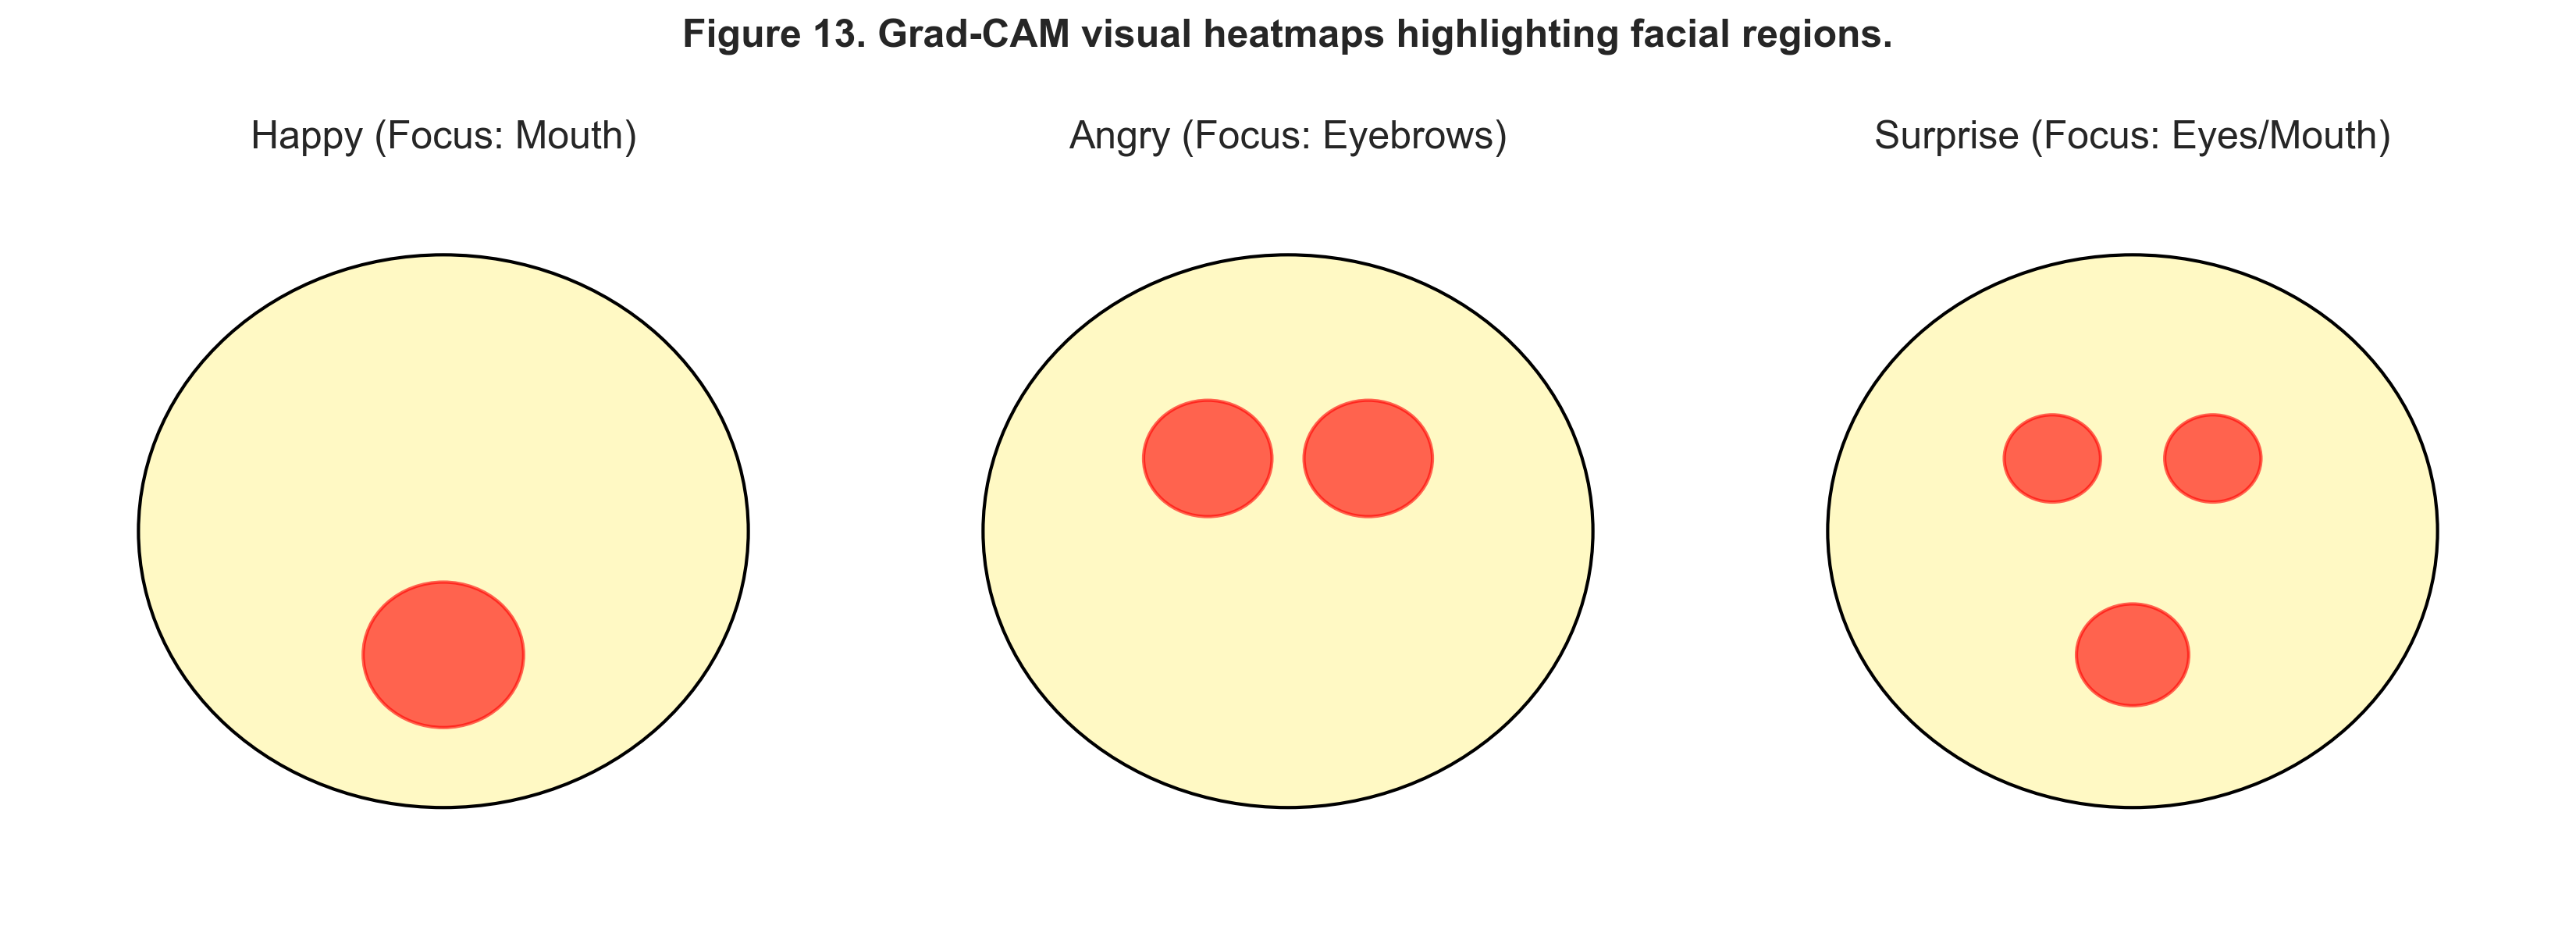 Figure 13. Grad-CAM visual heatmaps highlighting facial regions.
Happy (Focus: Mouth)
Angry (Focus: Eyebrows)
Surprise (Focus: Eyes/Mouth)